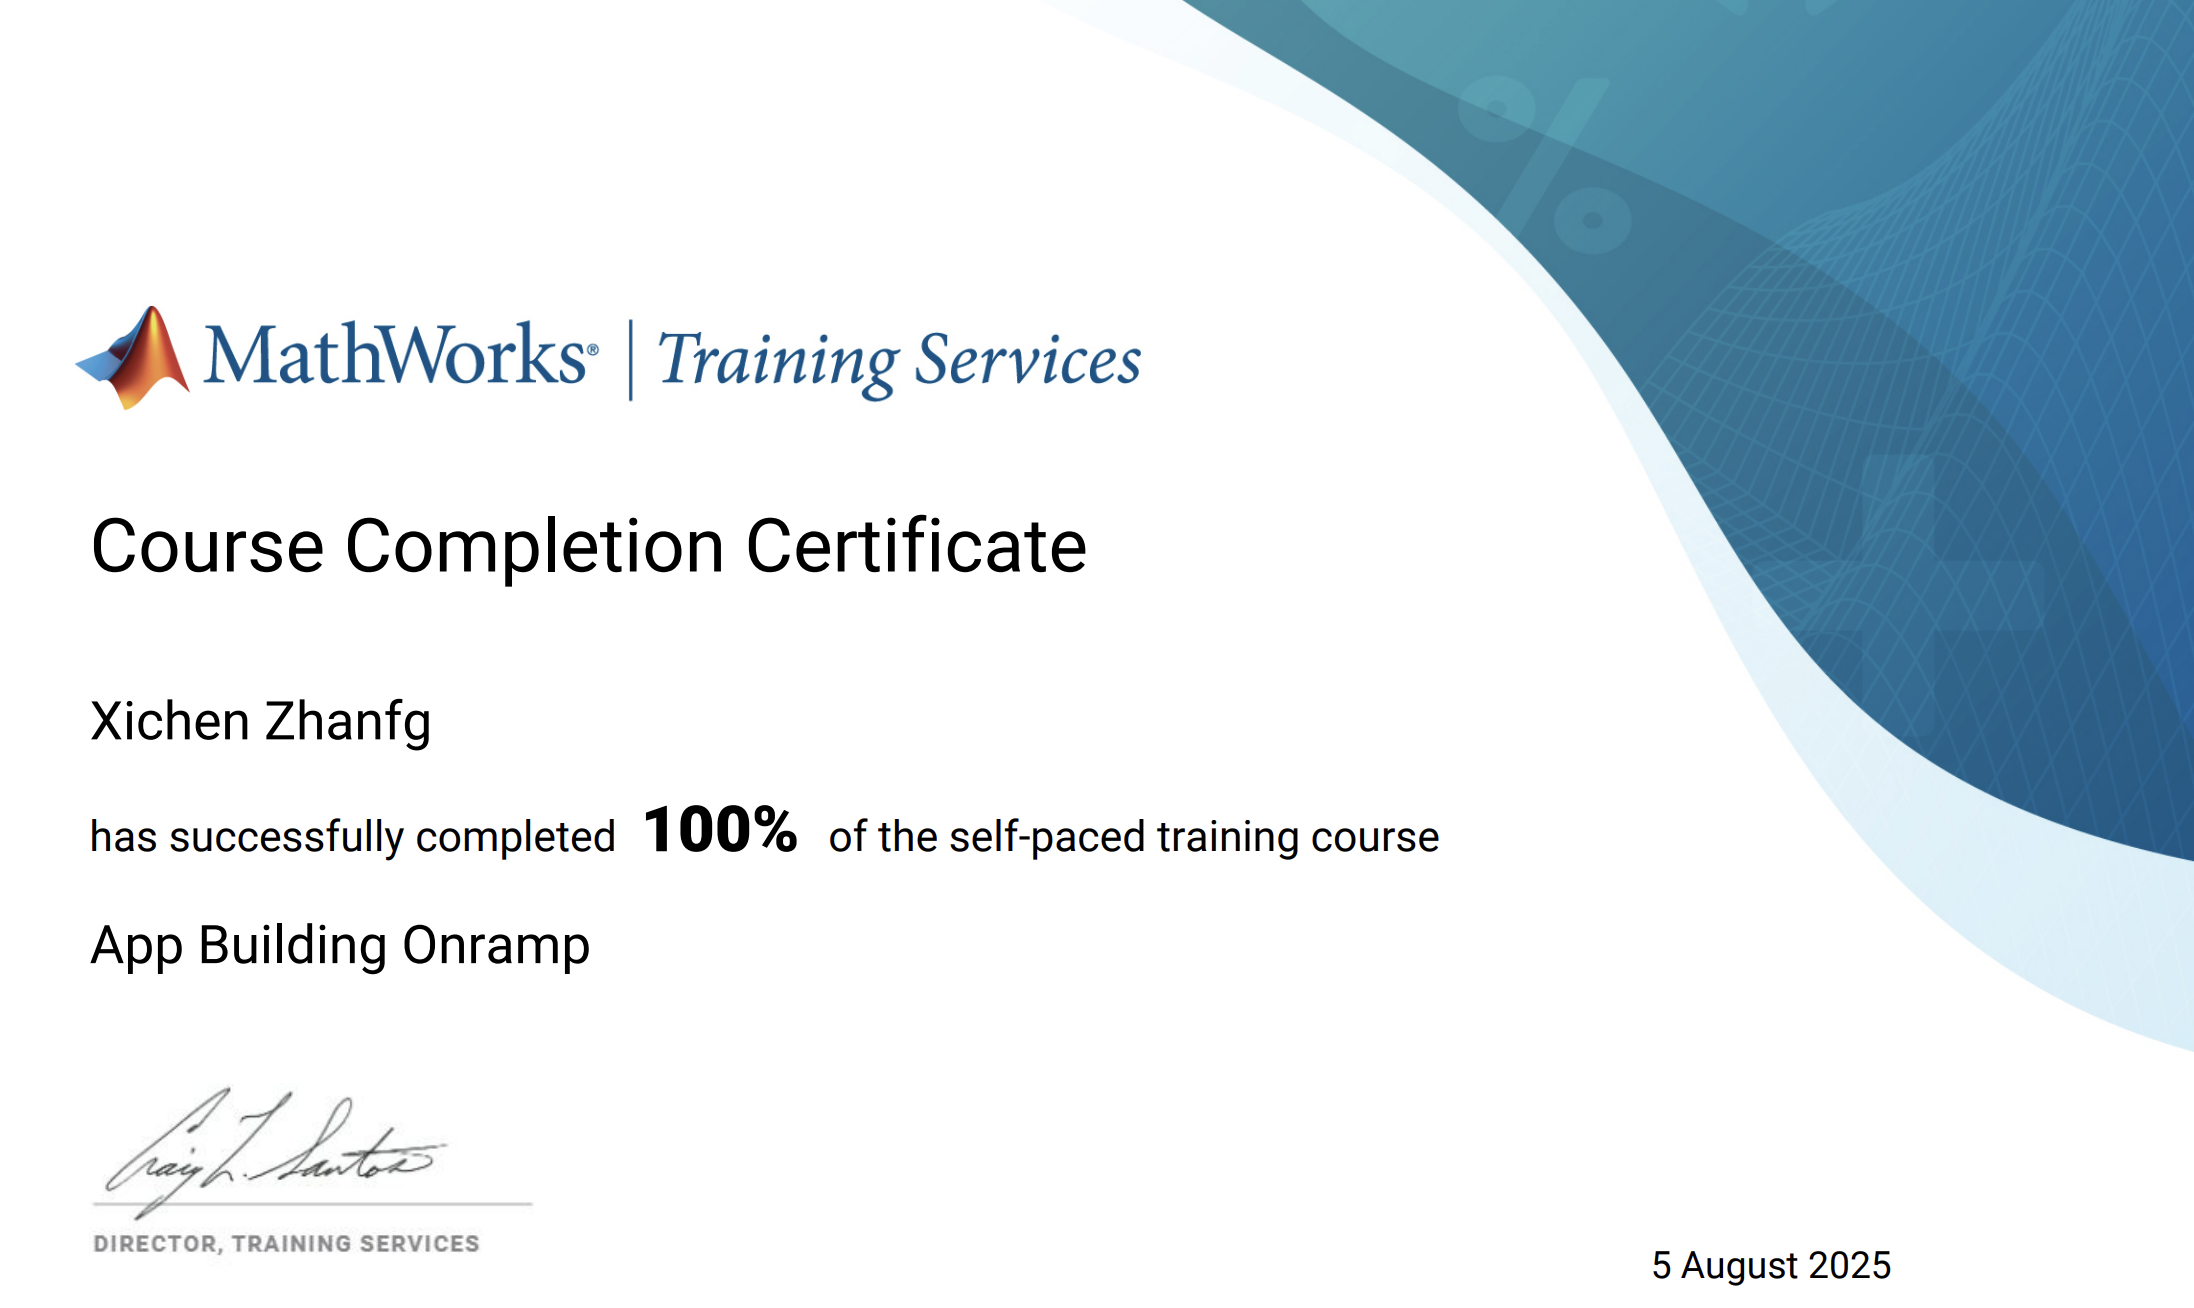 MathWorks® | Training Services
Course Completion Certificate
Xichen Zhanfg
has successfully completed 100% of the self-paced training course
App Building Onramp
Craig L. Santos
DIRECTOR, TRAINING SERVICES
5 August 2025